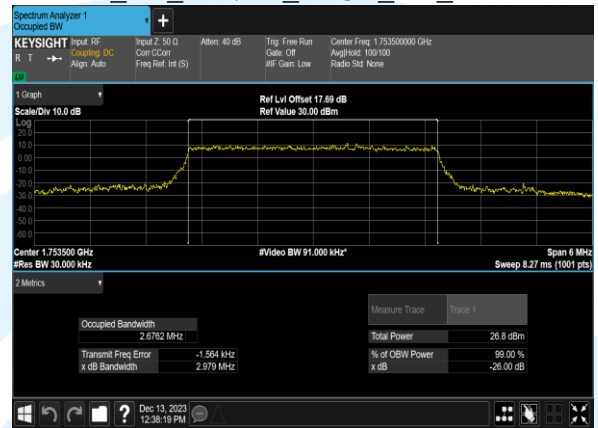 Spectrum Analyzer 1
Occupied BW
KEYSIGHT Input: RF Input Z: 50 Ω Atten: 40 dB Trig: Free Run Center Freq: 1.753500000 GHz
R T Coupling: DC Corr CCorr Gate: Off Avg|Hold: 100/100
Align: Auto Freq Ref: Int (S) #IF Gain: Low Radio Std: None
LV
1 Graph Ref Lvl Offset 17.69 dB
Scale/Div 10.0 dB Ref Value 30.00 dBm
Log
20.0
10.0
0.00
-10.0
-20.0
-30.0
-40.0
-50.0
-60.0
Center 1.753500 GHz #Video BW 91.000 kHz* Span 6 MHz
#Res BW 30.000 kHz Sweep 8.27 ms (1001 pts)
2 Metrics
Measure Trace Trace 1
Occupied Bandwidth
2.6762 MHz Total Power 26.8 dBm
Transmit Freq Error -1.564 kHz % of OBW Power 99.00 %
x dB Bandwidth 2.979 MHz x dB -26.00 dB
Dec 13, 2023
12:38:19 PM